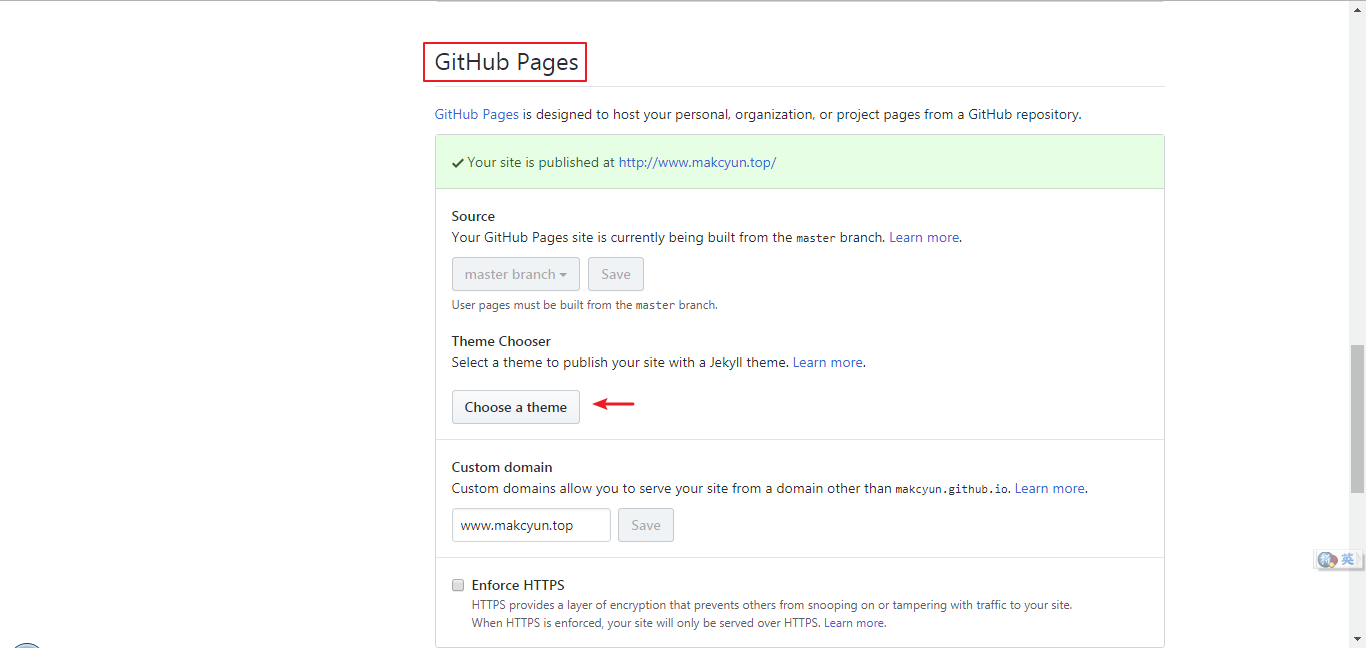 GitHub Pages
GitHub Pages is designed to host your personal, organization, or project pages from a GitHub repository.
Your site is published at http://www.makcyun.top/
Source
Your GitHub Pages site is currently being built from the master branch. Learn more.
master branch Save
User pages must be built from the master branch.
Theme Chooser
Select a theme to publish your site with a Jekyll theme. Learn more.
Choose a theme
Custom domain
Custom domains allow you to serve your site from a domain other than makcyun.github.io. Learn more.
www.makcyun.top Save
英
Enforce HTTPS
HTTPS provides a layer of encryption that prevents others from snooping on or tampering with traffic to your site.
When HTTPS is enforced, your site will only be served over HTTPS. Learn more.